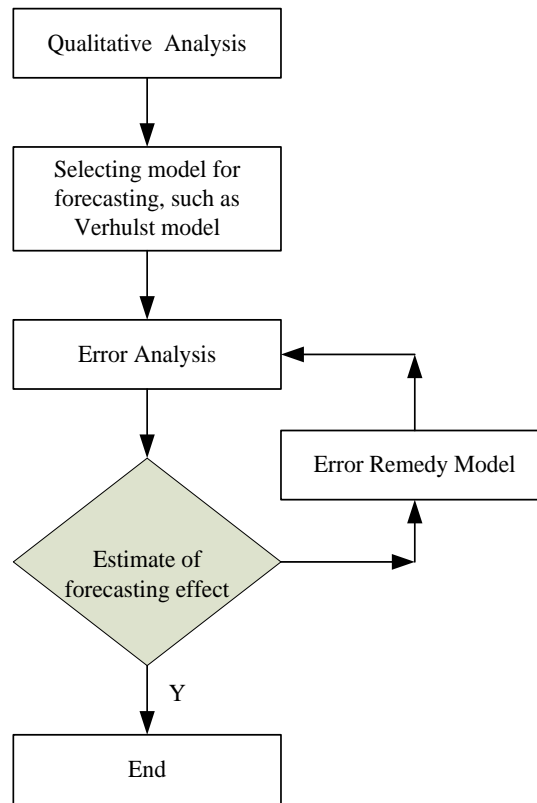 Qualitative Analysis
Selecting model for
forecasting, such as
Verhulst model
Error Analysis
Error Remedy Model
Estimate of
forecasting effect
Y
End